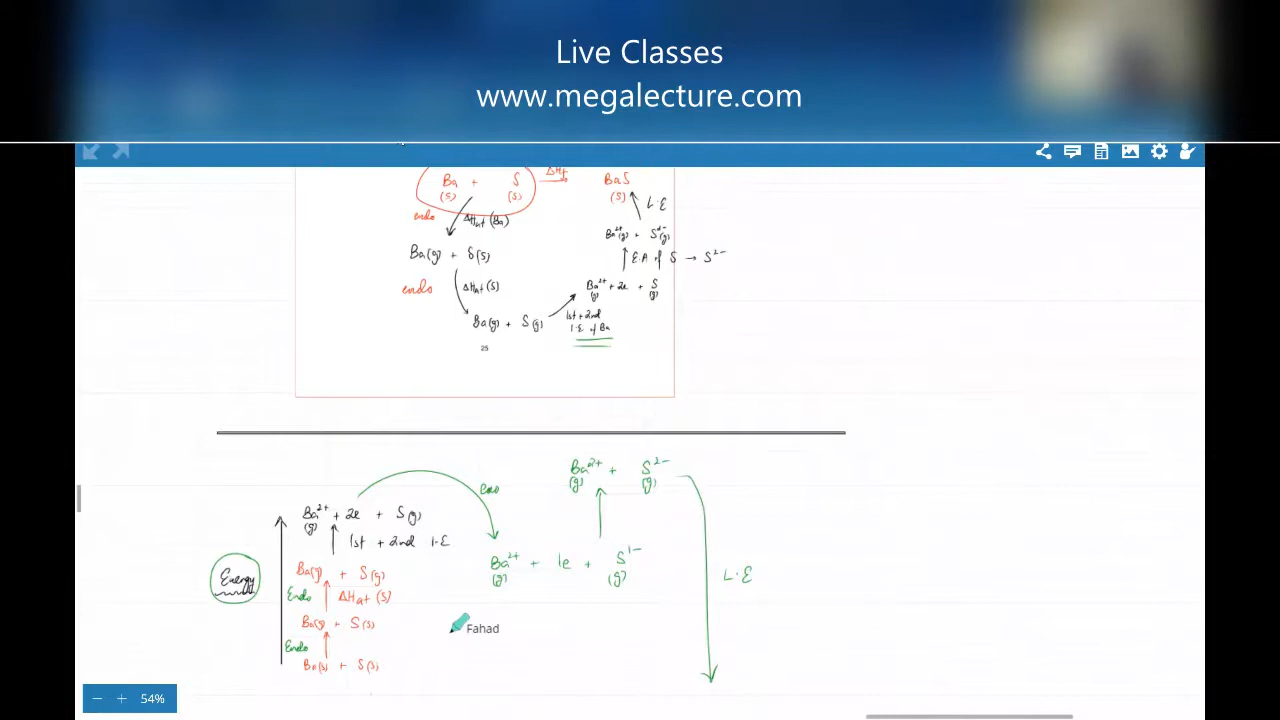 Live Classes
www.megalecture.com
Ba + S ΔHf BaS
(s) (s) (s)
endo ΔHat (Ba) L.E
Ba²⁺(g) + S²⁻(g)
Ba(g) + S(s) E.A of S → S²⁻
endo ΔHat (S) Ba²⁺ + 2e + S
(g) (g)
Ba(g) + S(g) 1st + 2nd
I.E of Ba
25
Ba²⁺ + S²⁻
(g) (g)
exo
Ba²⁺ + 2e + S(g)
(g)
1st + 2nd I.E
Ba²⁺ + 1e + S¹⁻
(g) (g)
Energy
Ba(g) + S(g)
L.E
Endo ΔHat (S)
Ba(g) + S(s)
Fahad
Endo
Ba(s) + S(s)
54%